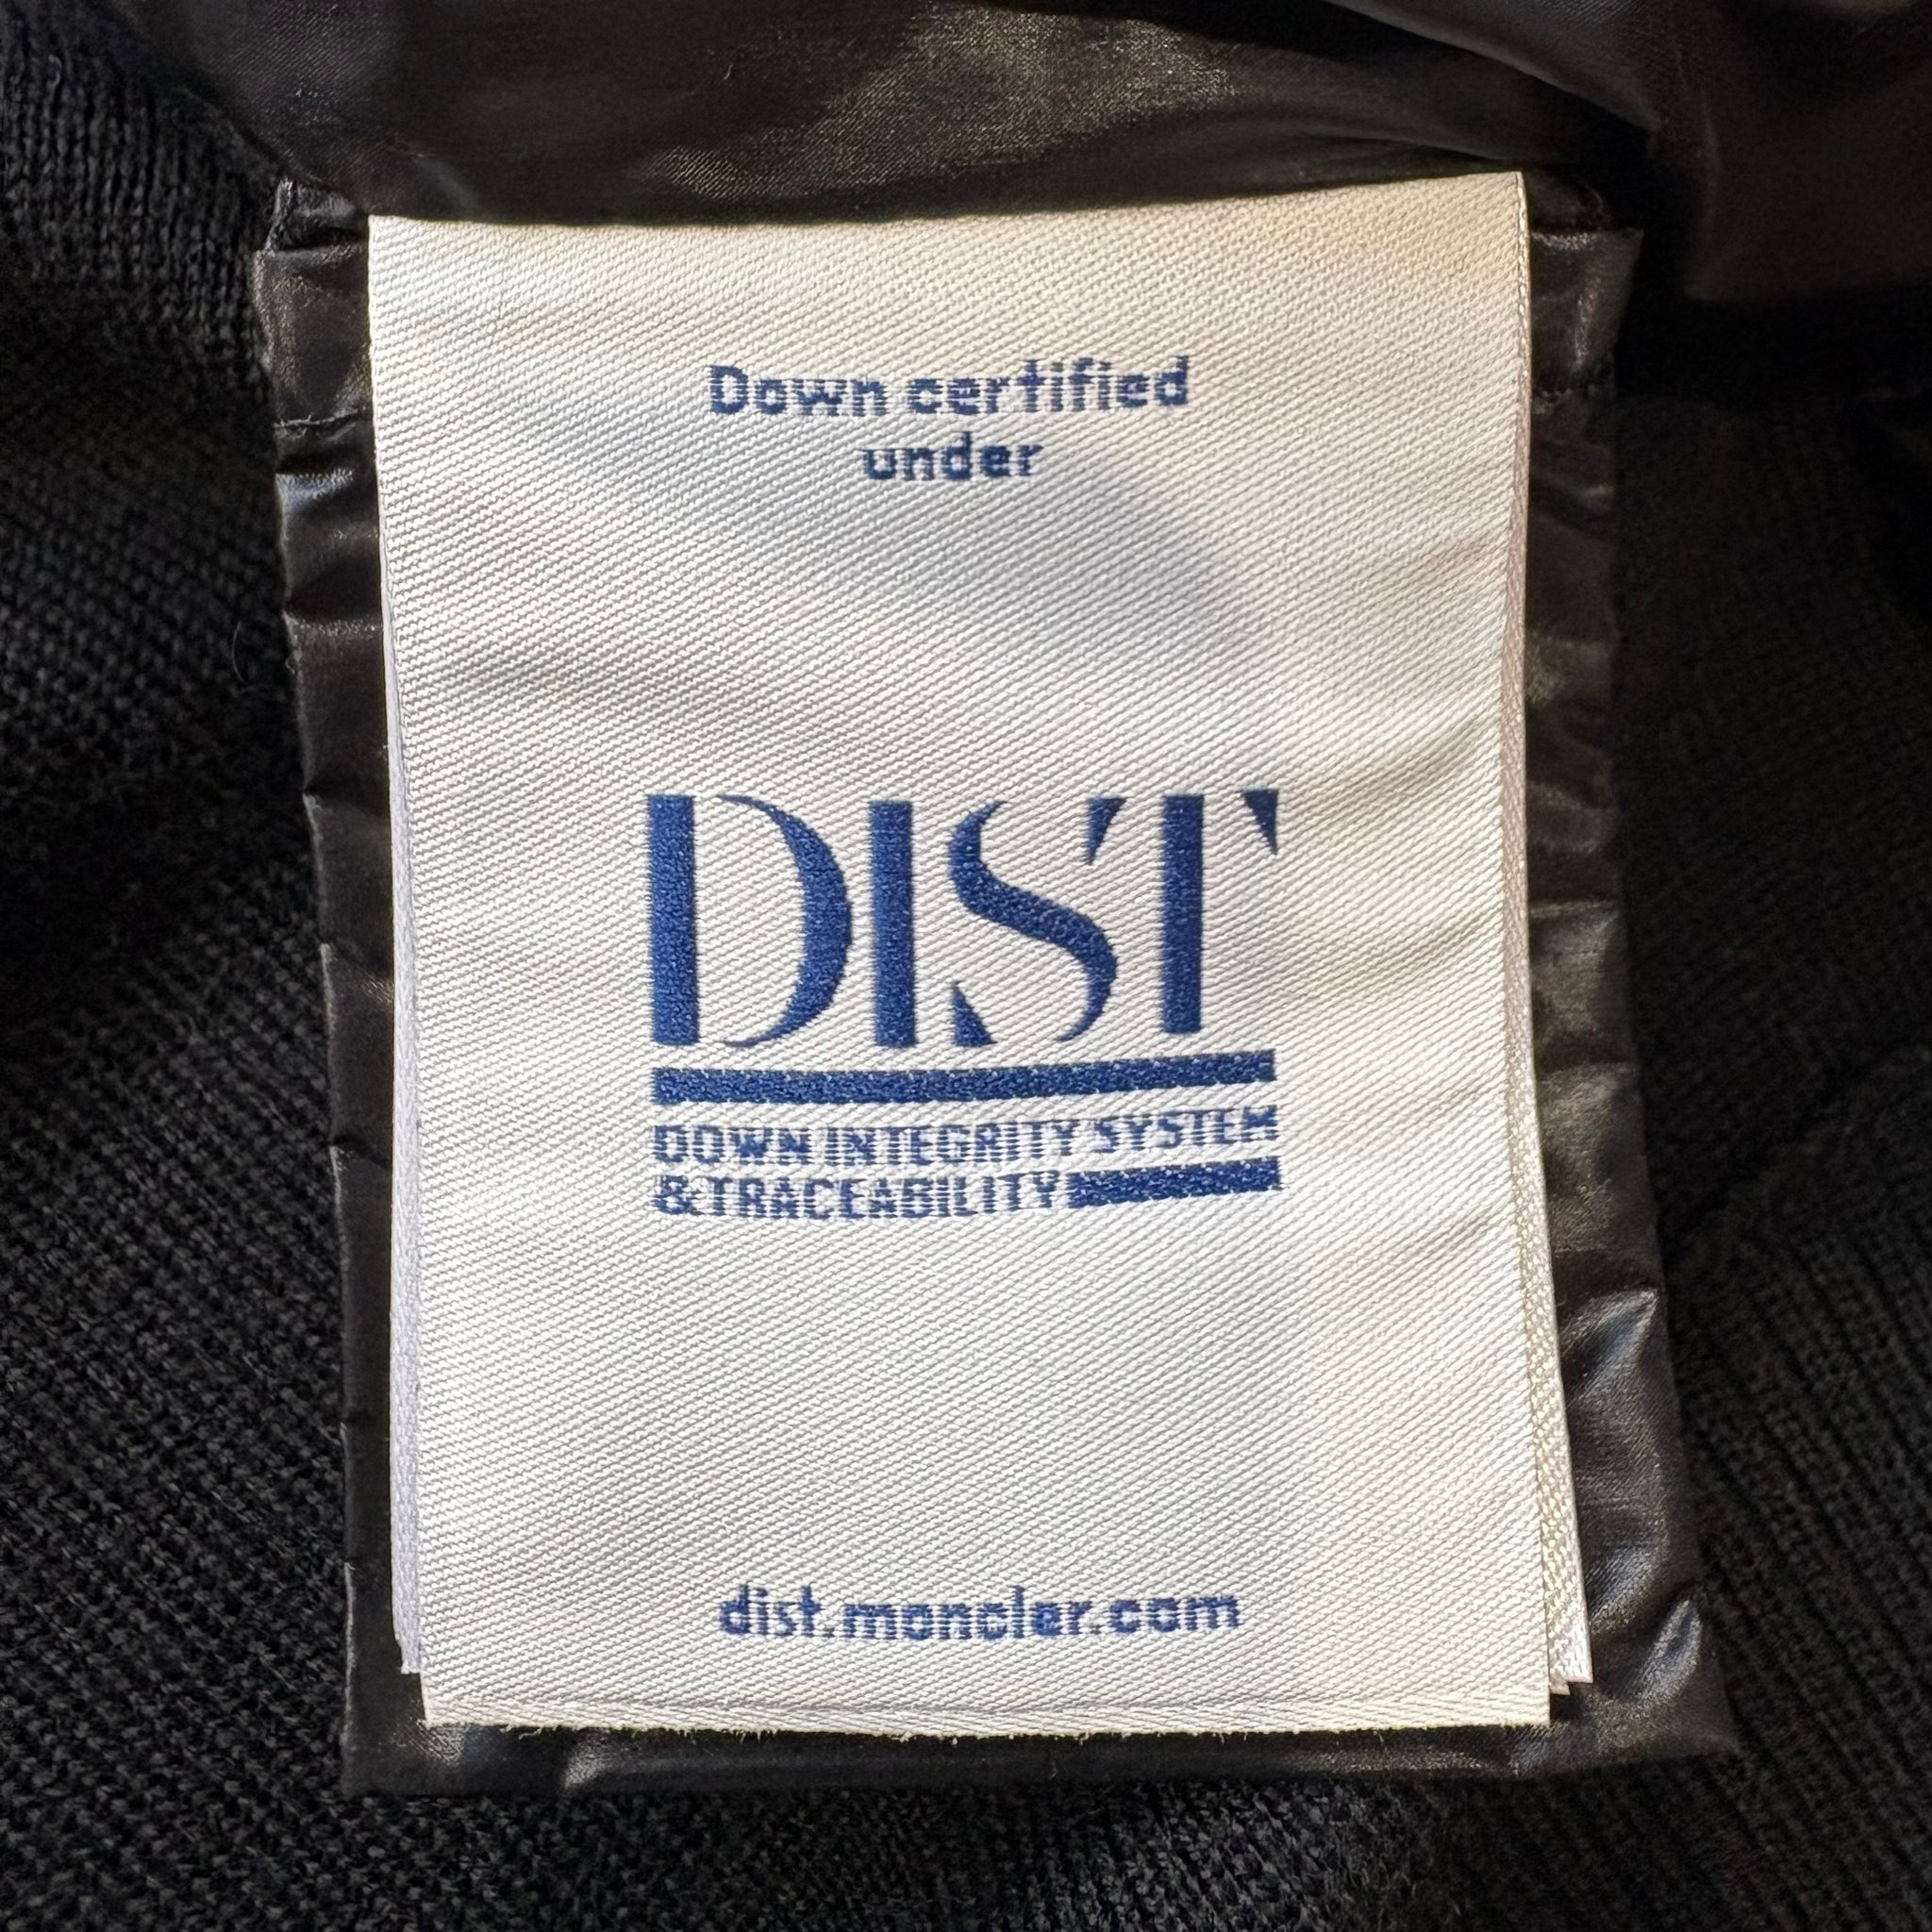 Down certified
under
DIST
DOWN INTEGRITY SYSTEM
& TRACEABILITY
dist.moncler.com